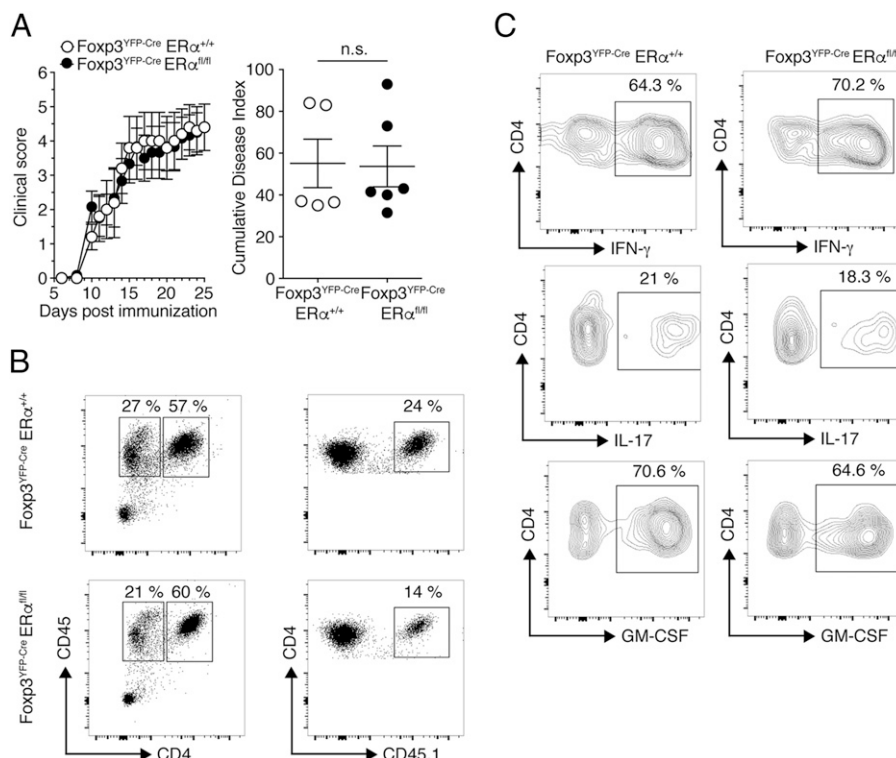 A
Foxp3YFP-Cre ERα+/+
Foxp3YFP-Cre ERαfl/fl
6
5
4
3
2
1
0
Clinical score
5 10 15 20 25
Days post immunization
n.s.
100
80
60
40
20
0
Cumulative Disease Index
Foxp3YFP-Cre Foxp3YFP-Cre
ERα+/+ ERαfl/fl
B
Foxp3YFP-Cre ERα+/+
27 % 57 %
24 %
Foxp3YFP-Cre ERαfl/fl
21 % 60 %
14 %
CD45
CD4
CD4
CD45.1
C
Foxp3YFP-Cre ERα+/+ Foxp3YFP-Cre ERαfl/fl
64.3 % 70.2 %
CD4 CD4
IFN-γ IFN-γ
21 % 18.3 %
CD4 CD4
IL-17 IL-17
70.6 % 64.6 %
CD4 CD4
GM-CSF GM-CSF